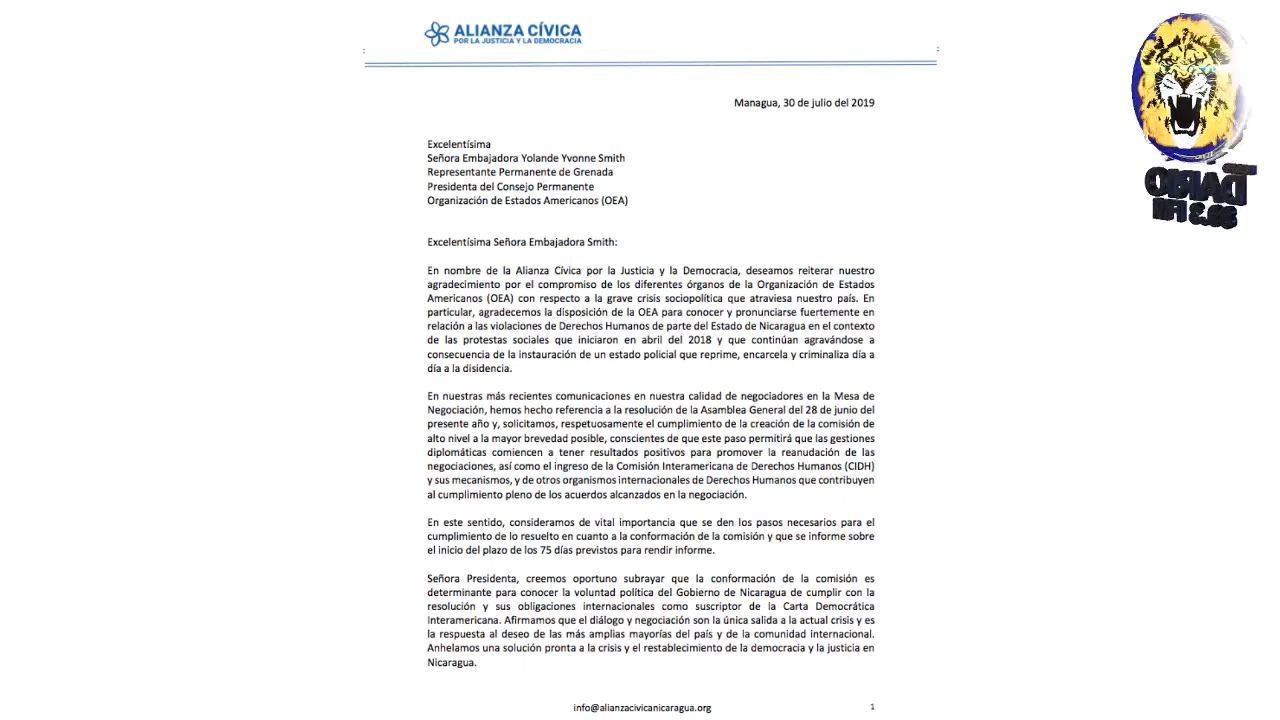 ALIANZA CÍVICA
POR LA JUSTICIA Y LA DEMOCRACIA
Managua, 30 de julio del 2019
Excelentísima
Señora Embajadora Yolande Yvonne Smith
Representante Permanente de Grenada
Presidenta del Consejo Permanente
Organización de Estados Americanos (OEA)
Excelentísima Señora Embajadora Smith:
En nombre de la Alianza Cívica por la Justicia y la Democracia, deseamos reiterar nuestro
agradecimiento por el compromiso de los diferentes órganos de la Organización de Estados
Americanos (OEA) con respecto a la grave crisis sociopolítica que atraviesa nuestro país. En
particular, agradecemos la disposición de la OEA para conocer y pronunciarse fuertemente en
relación a las violaciones de Derechos Humanos de parte del Estado de Nicaragua en el contexto
de las protestas sociales que iniciaron en abril del 2018 y que continúan agravándose a
consecuencia de la instauración de un estado policial que reprime, encarcela y criminaliza día a
día a la disidencia.
En nuestras más recientes comunicaciones en nuestra calidad de negociadores en la Mesa de
Negociación, hemos hecho referencia a la resolución de la Asamblea General del 28 de junio del
presente año y, solicitamos, respetuosamente el cumplimiento de la creación de la comisión de
alto nivel a la mayor brevedad posible, conscientes de que este paso permitirá que las gestiones
diplomáticas comiencen a tener resultados positivos para promover la reanudación de las
negociaciones, así como el ingreso de la Comisión Interamericana de Derechos Humanos (CIDH)
y sus mecanismos, y de otros organismos internacionales de Derechos Humanos que contribuyen
al cumplimiento pleno de los acuerdos alcanzados en la negociación.
En este sentido, consideramos de vital importancia que se den los pasos necesarios para el
cumplimiento de lo resuelto en cuanto a la conformación de la comisión y que se informe sobre
el inicio del plazo de los 75 días previstos para rendir informe.
Señora Presidenta, creemos oportuno subrayar que la conformación de la comisión es
determinante para conocer la voluntad política del Gobierno de Nicaragua de cumplir con la
resolución y sus obligaciones internacionales como suscriptor de la Carta Democrática
Interamericana. Afirmamos que el diálogo y negociación son la única salida a la actual crisis y es
la respuesta al deseo de las más amplias mayorías del país y de la comunidad internacional.
Anhelamos una solución pronta a la crisis y el restablecimiento de la democracia y la justicia en
Nicaragua.
info@alianzacivicanicaragua.org
1